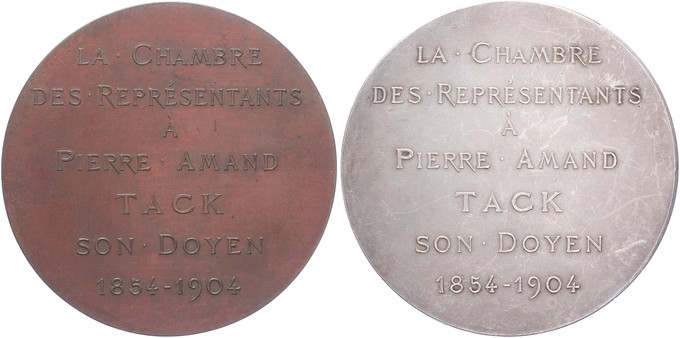 LA · CHAMBRE
DES · REPRÉSENTANTS
À
PIERRE · AMAND
TACK
SON · DOYEN
1854-1904
LA · CHAMBRE
DES · REPRÉSENTANTS
À
PIERRE · AMAND
TACK
SON · DOYEN
1854-1904